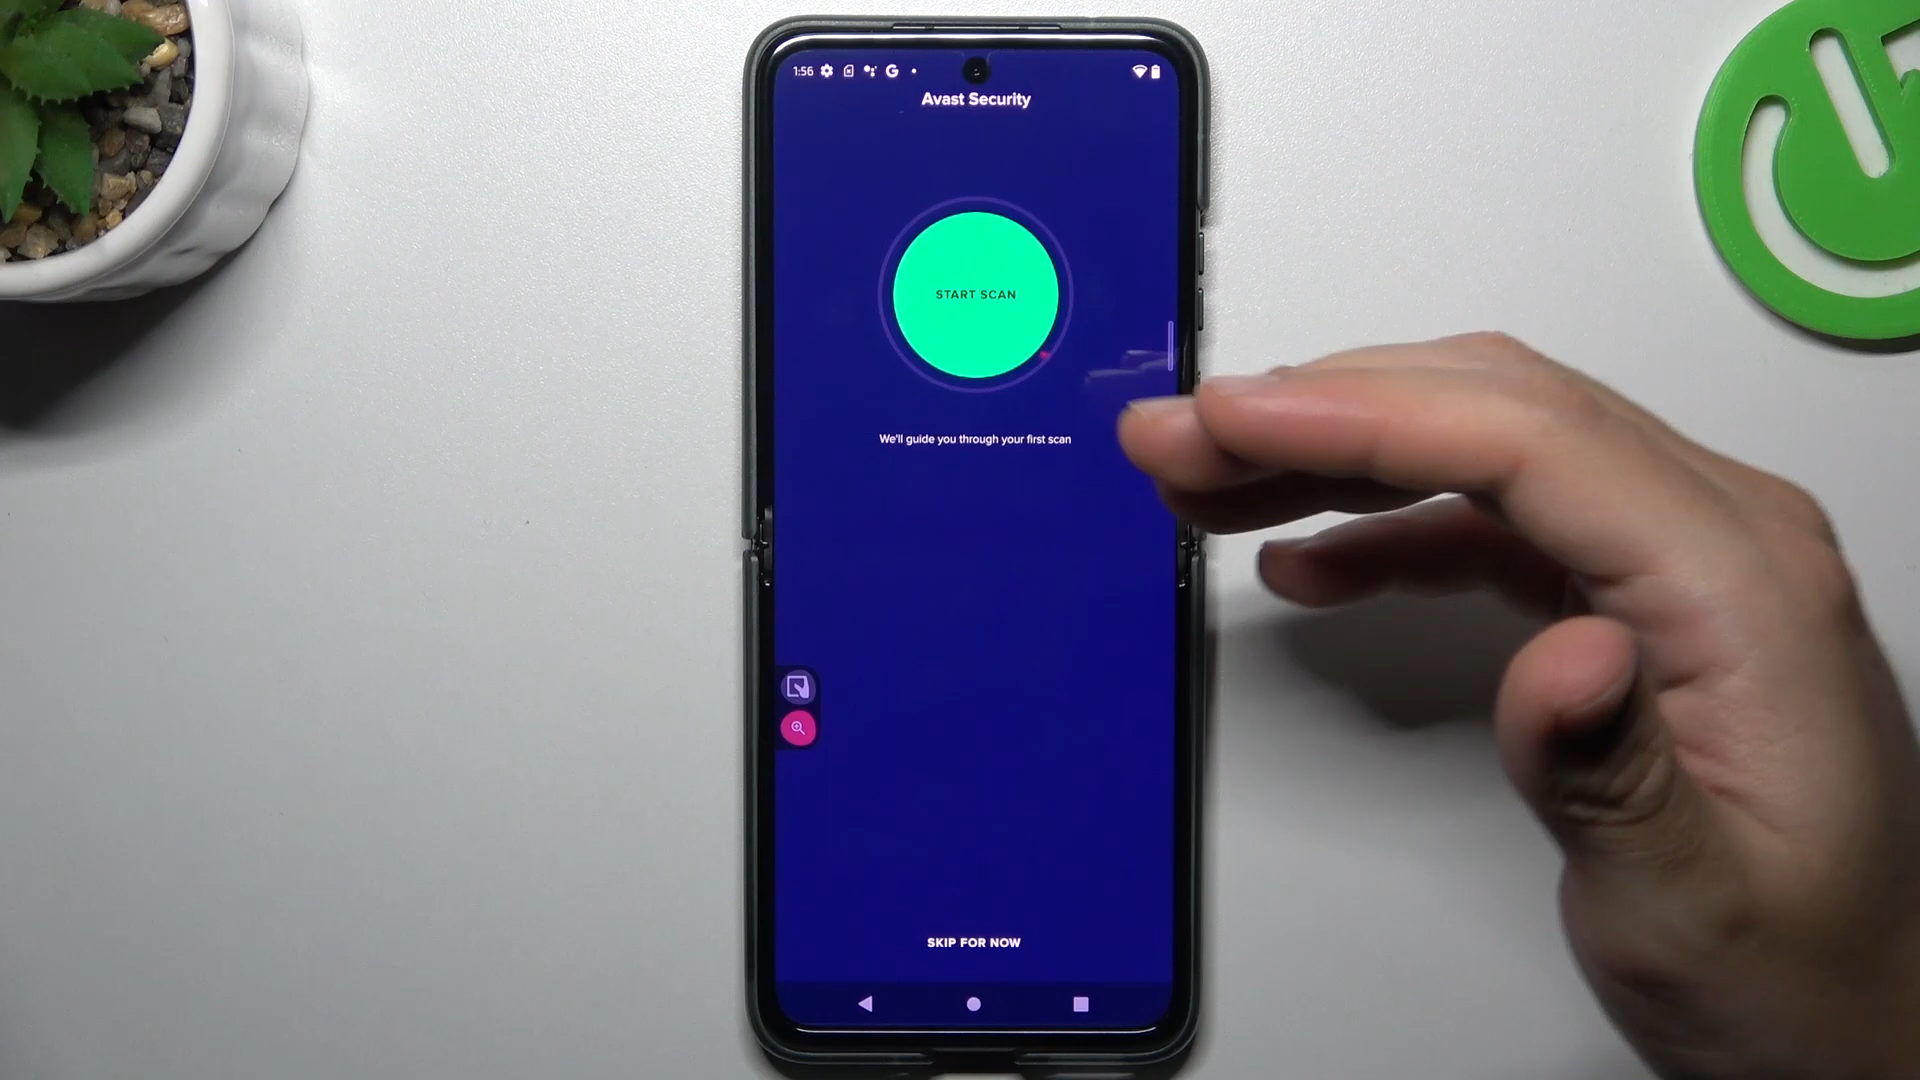 1:56
Avast Security
START SCAN
We'll guide you through your first scan
SKIP FOR NOW